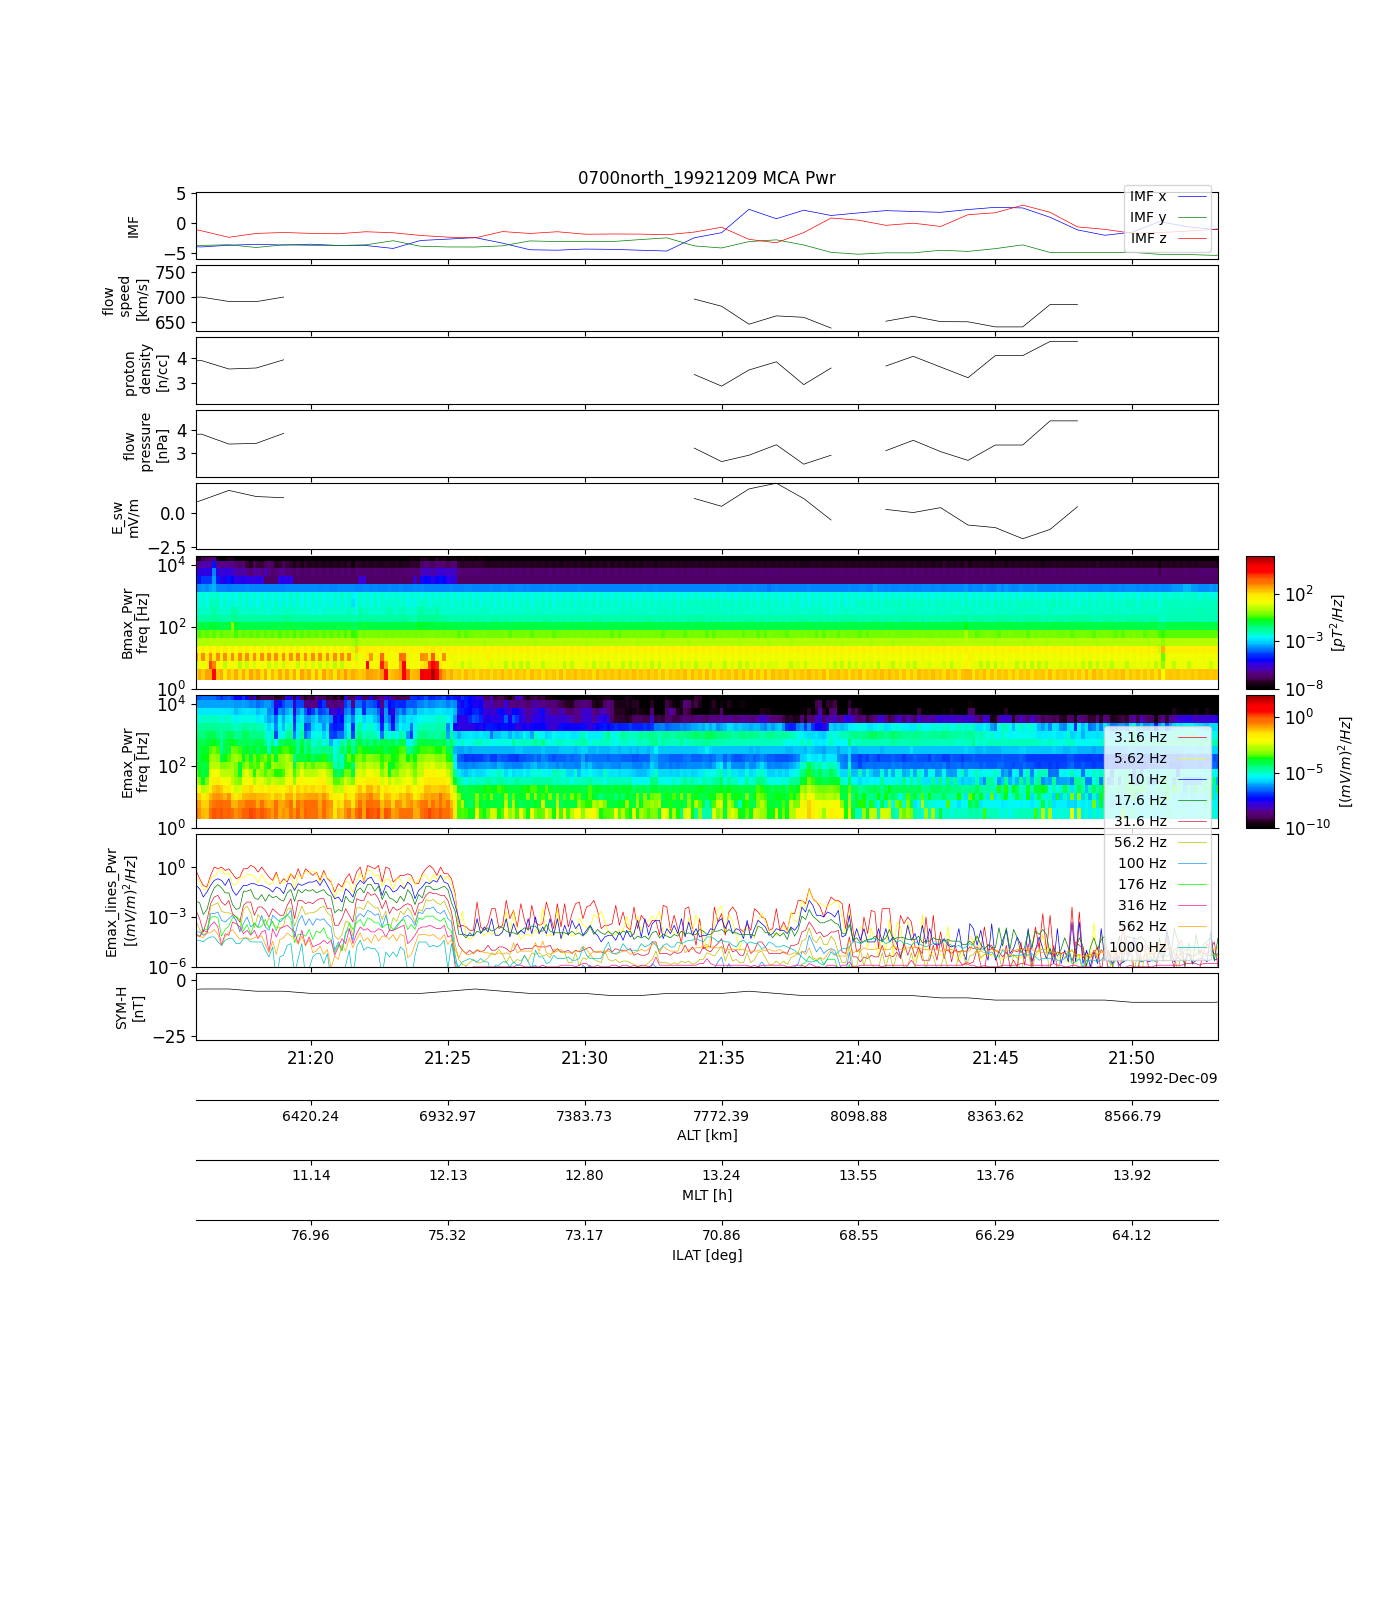 0700north_19921209 MCA Pwr
5
0
−5
IMF
IMF x
IMF y
IMF z
750
700
650
flow
speed
[km/s]
4
3
proton
density
[n/cc]
4
3
flow
pressure
[nPa]
0.0
−2.5
E_sw
mV/m
10^4
10^2
10^0
Bmax_Pwr
freq [Hz]
10^2
10^−3
10^−8
[pT^2/Hz]
10^4
10^2
10^0
Emax_Pwr
freq [Hz]
10^0
10^−5
10^−10
[(mV/m)^2/Hz]
3.16 Hz
5.62 Hz
10 Hz
17.6 Hz
31.6 Hz
56.2 Hz
100 Hz
176 Hz
316 Hz
562 Hz
1000 Hz
10^0
10^−3
10^−6
Emax_lines_Pwr
[(mV/m)^2/Hz]
0
−25
SYM-H
[nT]
21:20 21:25 21:30 21:35 21:40 21:45 21:50
1992-Dec-09
6420.24 6932.97 7383.73 7772.39 8098.88 8363.62 8566.79
ALT [km]
11.14 12.13 12.80 13.24 13.55 13.76 13.92
MLT [h]
76.96 75.32 73.17 70.86 68.55 66.29 64.12
ILAT [deg]